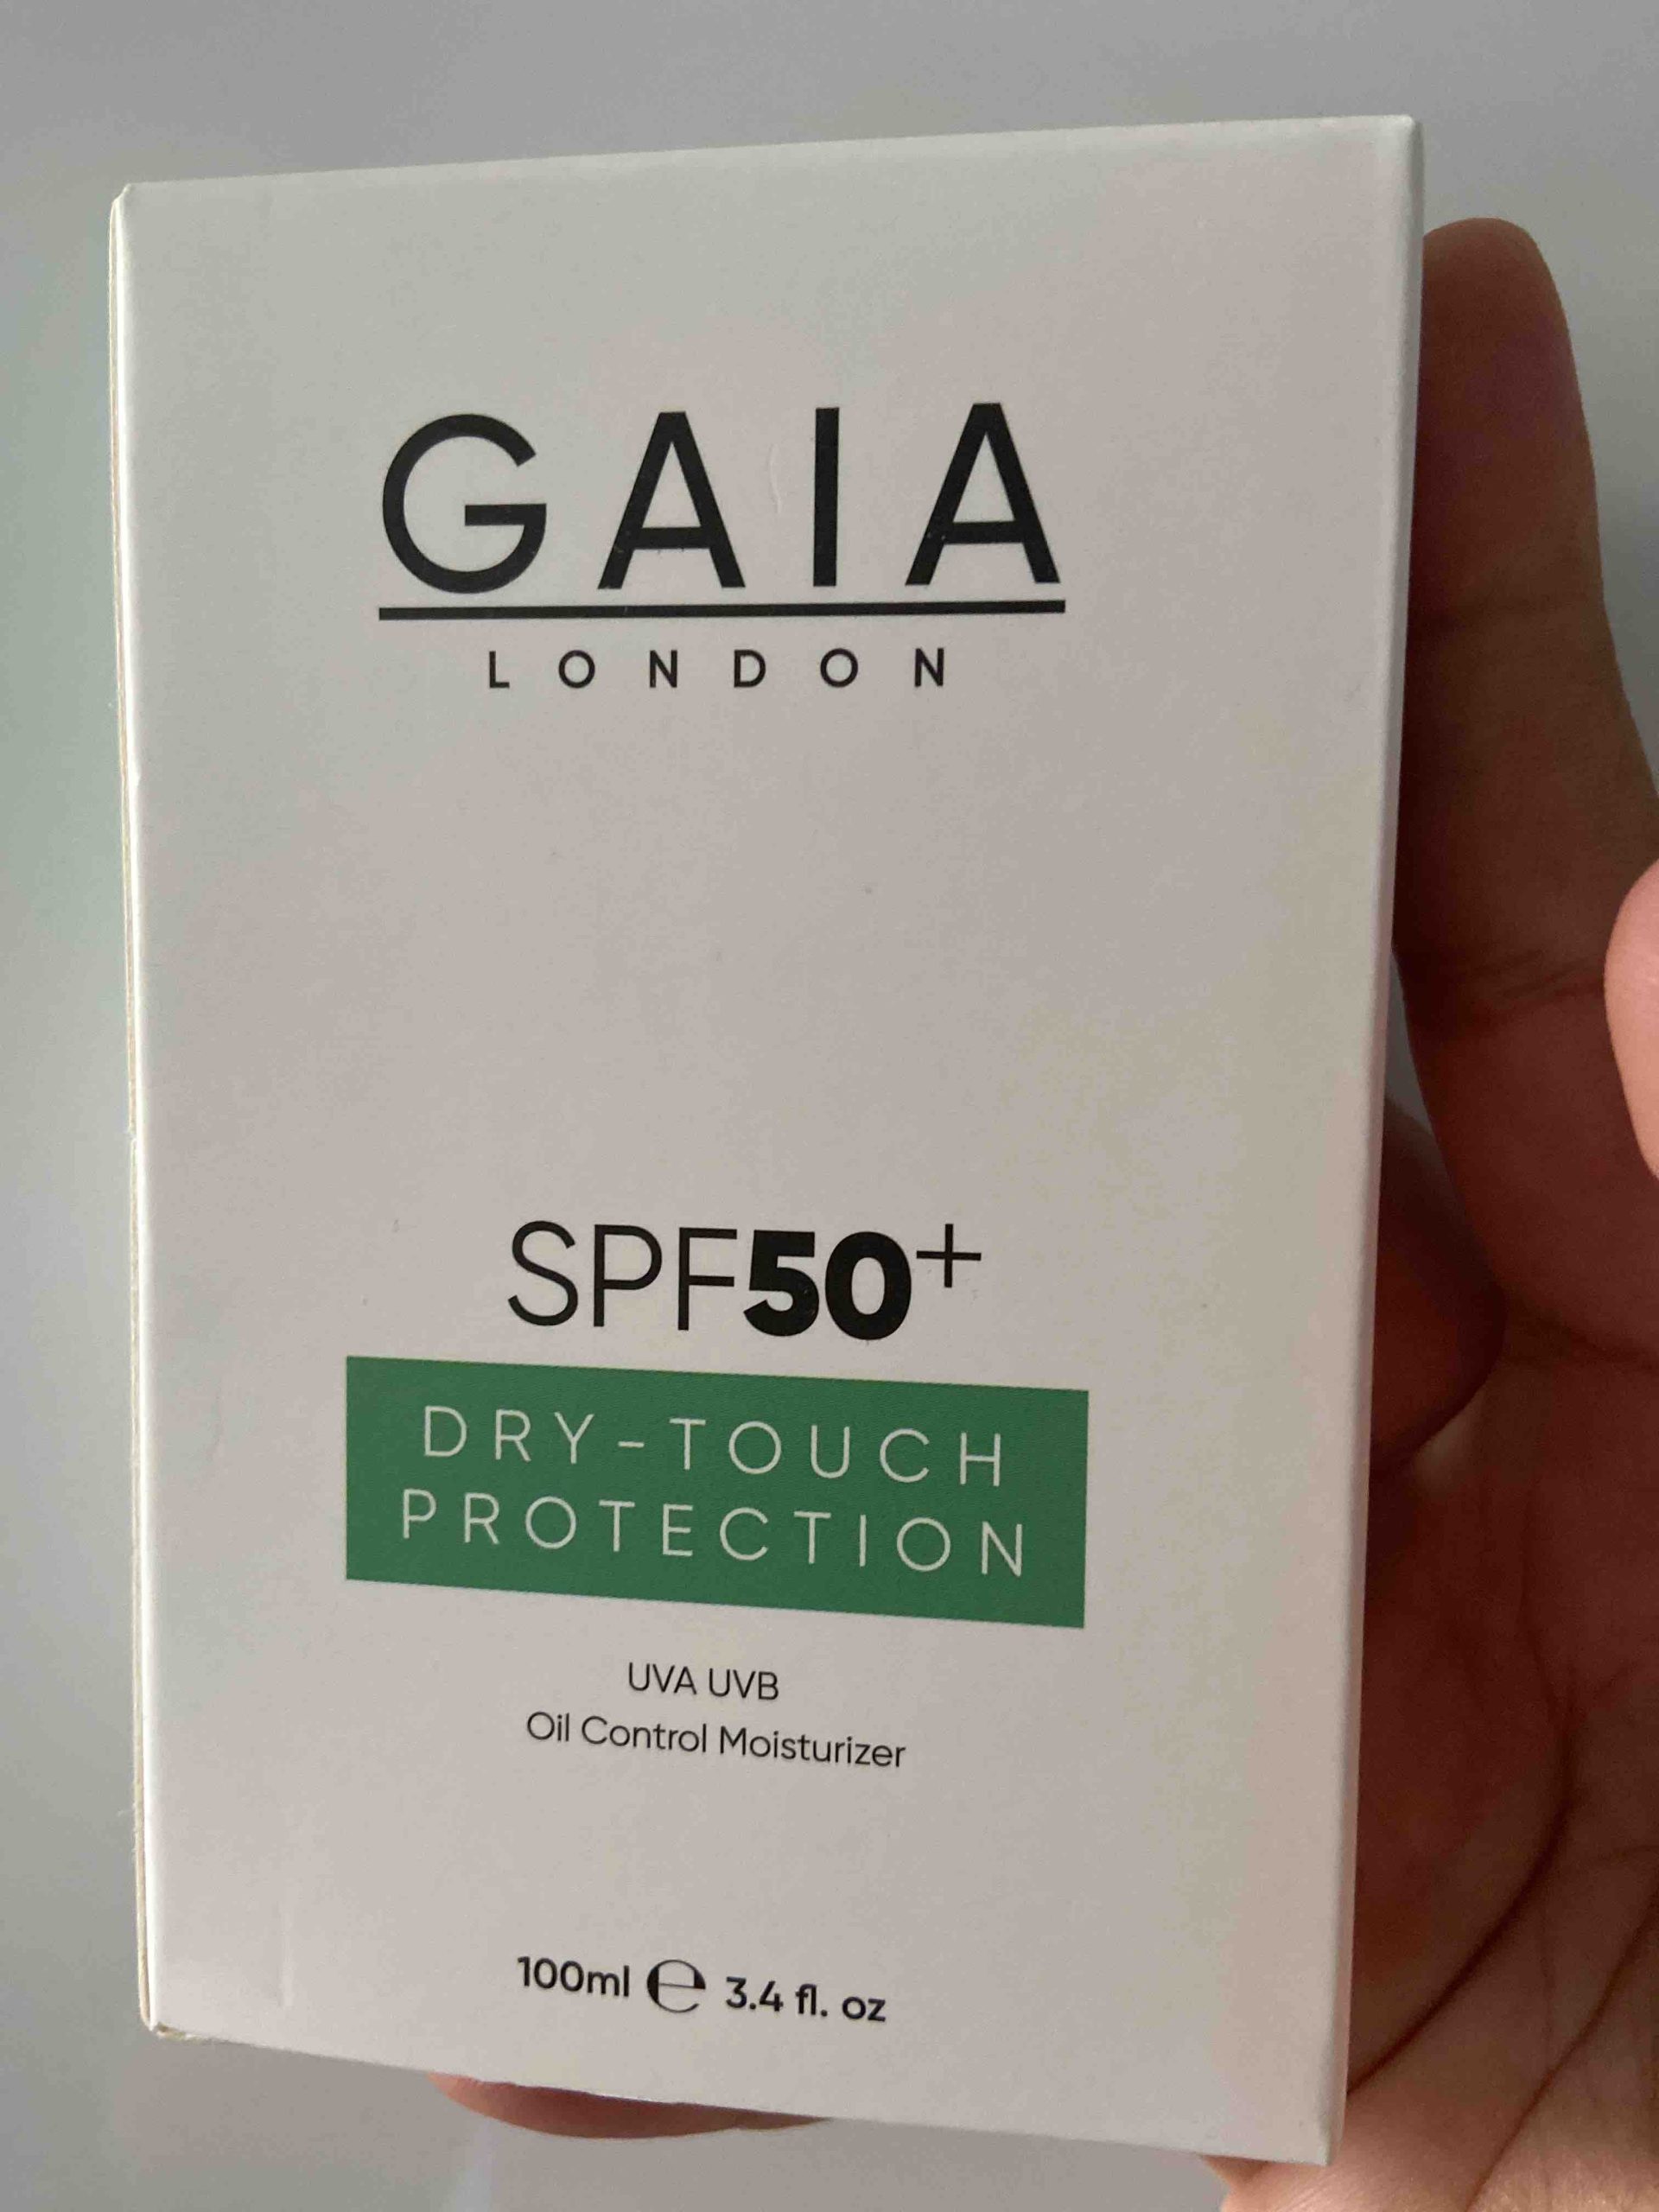 GAIA
LONDON
SPF50+
DRY-TOUCH
PROTECTION
UVA UVB
Oil Control Moisturizer
100ml ℮ 3.4 fl. oz